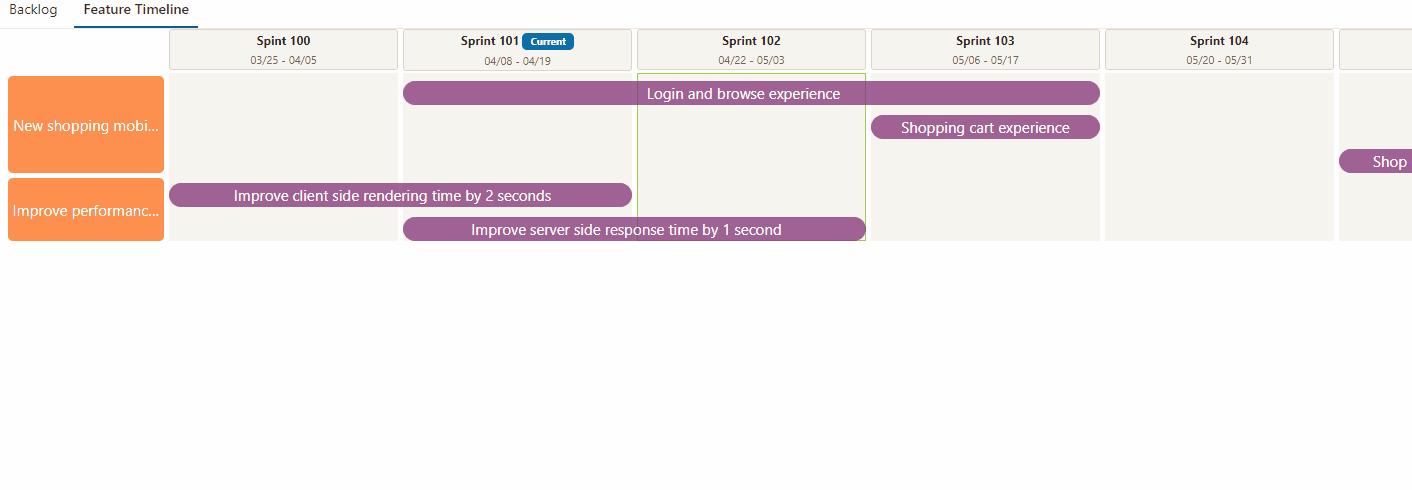 Backlog Feature Timeline
Spint 100 Sprint 101 Current Sprint 102 Sprint 103 Sprint 104
03/25 - 04/05 04/08 - 04/19 04/22 - 05/03 05/06 - 05/17 05/20 - 05/31
Login and browse experience
New shopping mobi... Shopping cart experience
Shop
Improve client side rendering time by 2 seconds
Improve performanc...
Improve server side response time by 1 second